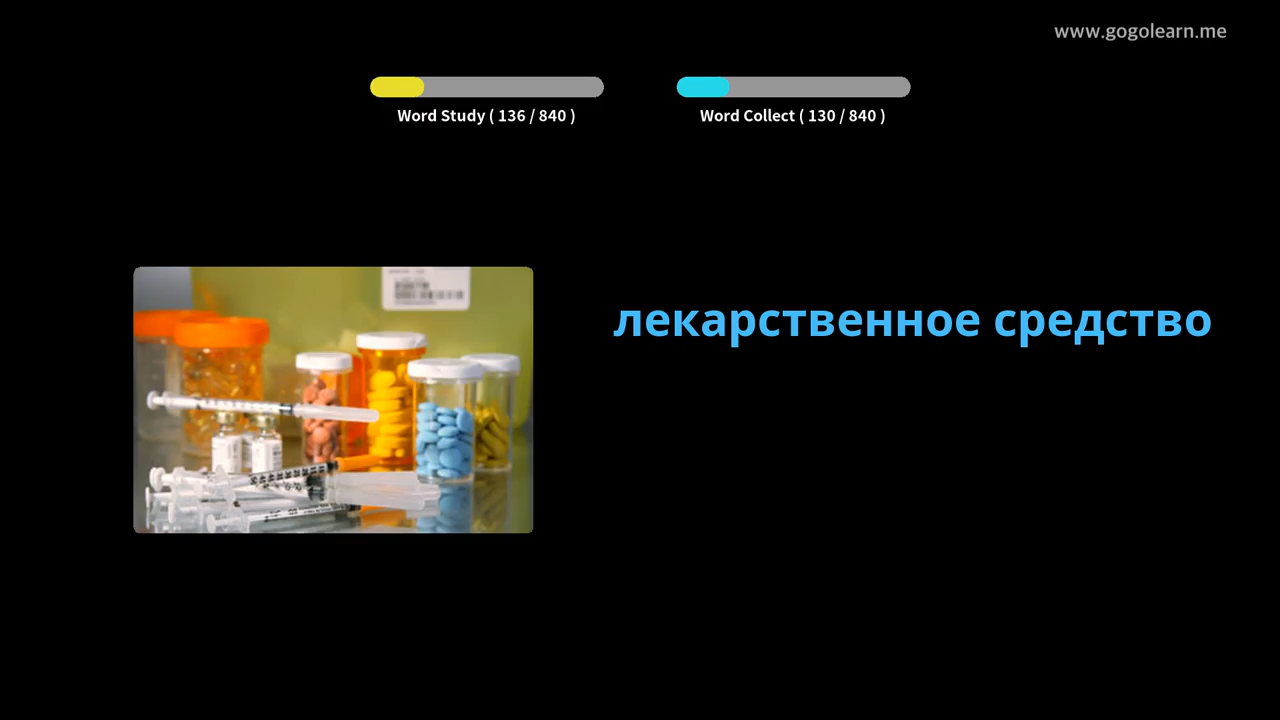 www.gogolearn.me
Word Study ( 136 / 840 )
Word Collect ( 130 / 840 )
лекарственное средство